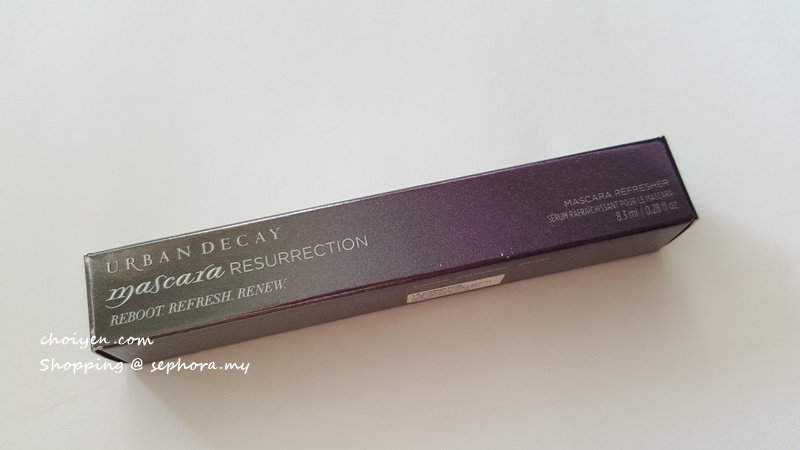 URBAN DECAY
mascara RESURRECTION
REBOOT. REFRESH. RENEW.
MASCARA REFRESHER
SÉRUM RAFRAÎCHISSANT POUR LE MASCARA
8.3 ml / 0.28 fl oz
choiyen.com
Shopping @ sephora.my